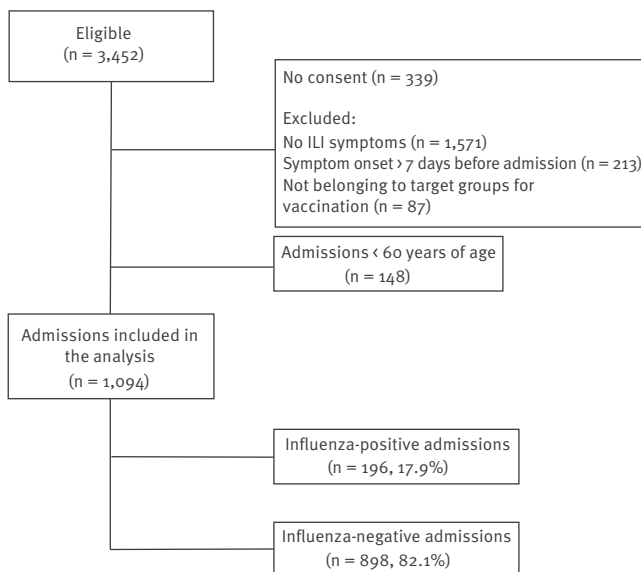 Eligible
(n = 3,452)
No consent (n = 339)
Excluded:
No ILI symptoms (n = 1,571)
Symptom onset > 7 days before admission (n = 213)
Not belonging to target groups for
vaccination (n = 87)
Admissions < 60 years of age
(n = 148)
Admissions included in
the analysis
(n = 1,094)
Influenza-positive admissions
(n = 196, 17.9%)
Influenza-negative admissions
(n = 898, 82.1%)